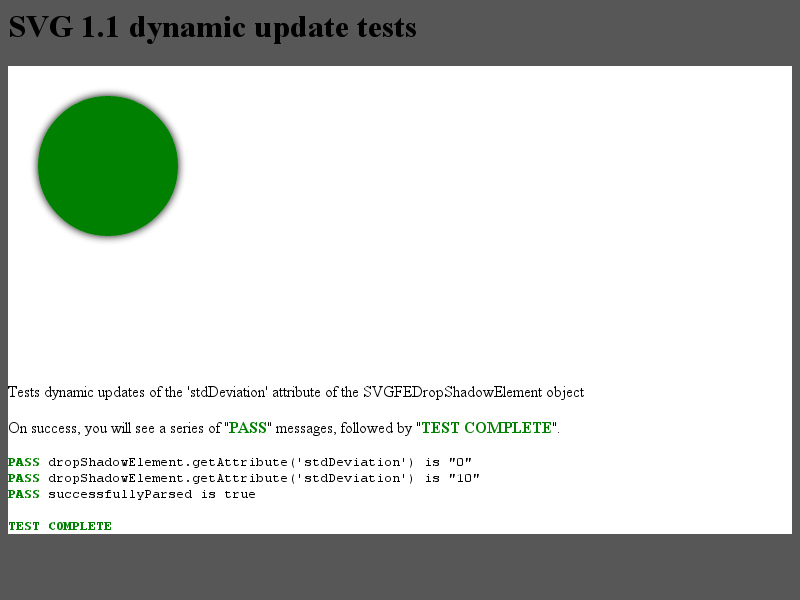 SVG 1.1 dynamic update tests
Tests dynamic updates of the 'stdDeviation' attribute of the SVGFEDropShadowElement object
On success, you will see a series of "PASS" messages, followed by "TEST COMPLETE".
PASS dropShadowElement.getAttribute('stdDeviation') is "0"
PASS dropShadowElement.getAttribute('stdDeviation') is "10"
PASS successfullyParsed is true
TEST COMPLETE